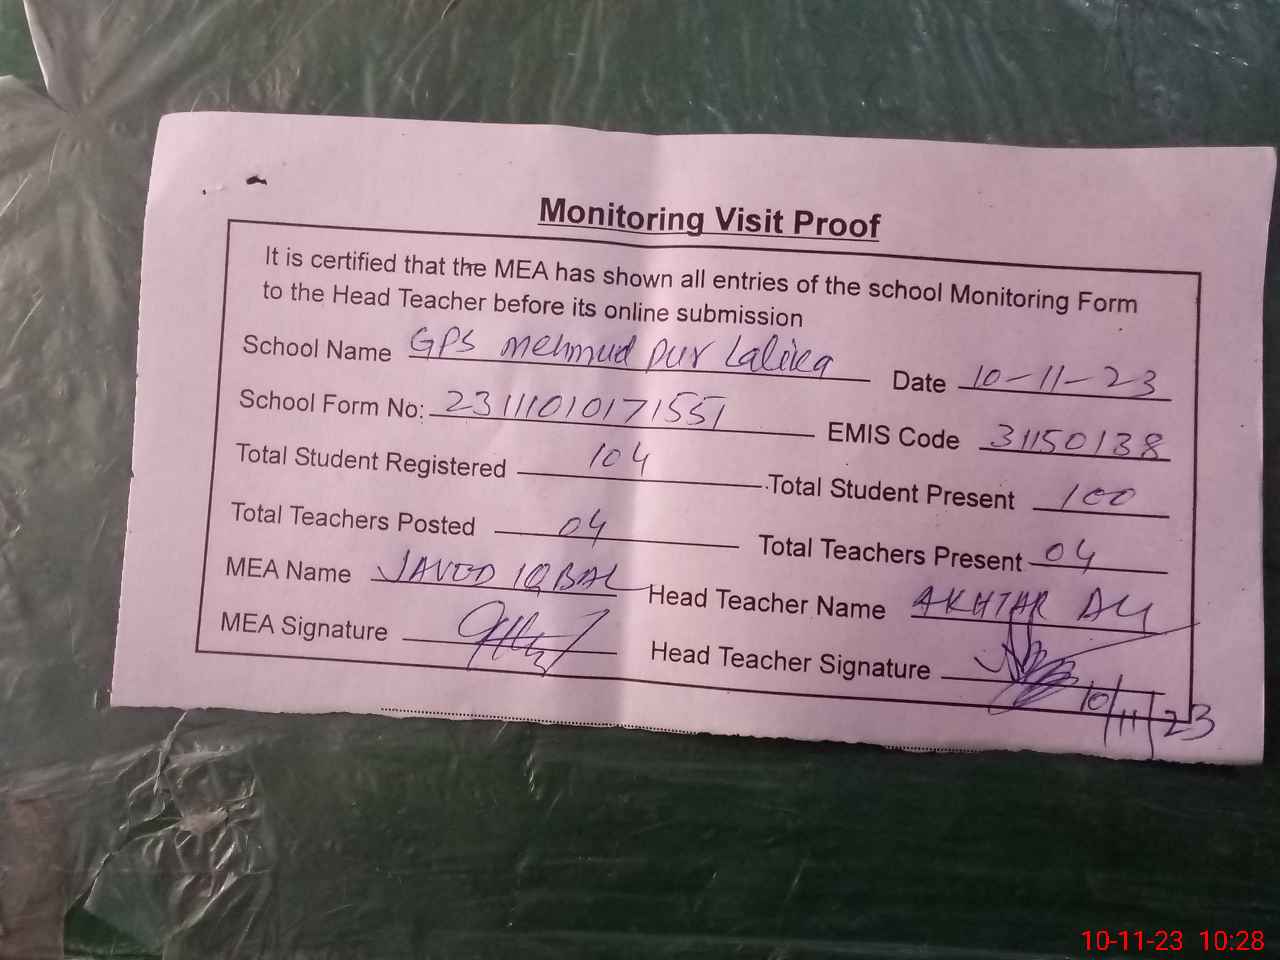 Monitoring Visit Proof
It is certified that the MEA has shown all entries of the school Monitoring Form
to the Head Teacher before its online submission
School Name GPS Mehmud Pur Laliea Date 10-11-23
School Form No: 23111010171551 EMIS Code 31150138
Total Student Registered 104 Total Student Present 100
Total Teachers Posted 04 Total Teachers Present 04
MEA Name JAVED IQBAL Head Teacher Name AKHTAR ALI
MEA Signature Head Teacher Signature
10/11/23
10-11-23 10:28